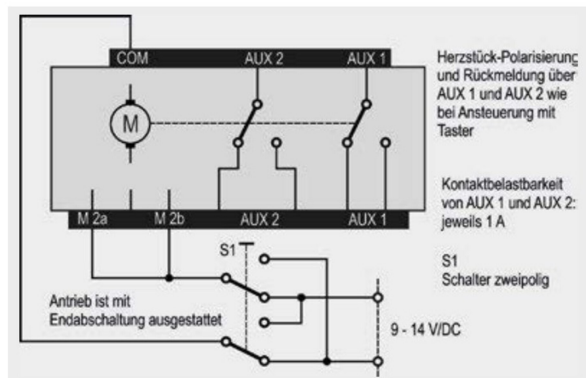 COM AUX 2 AUX 1
Herzstück-Polarisierung
und Rückmeldung über
AUX 1 und AUX 2 wie
bei Ansteuerung mit
Taster
M
Kontaktbelastbarkeit
von AUX 1 und AUX 2:
jeweils 1 A
M 2a M 2b AUX 2 AUX 1
S1
S1
Schalter zweipolig
Antrieb ist mit
Endabschaltung ausgestattet
9 - 14 V/DC